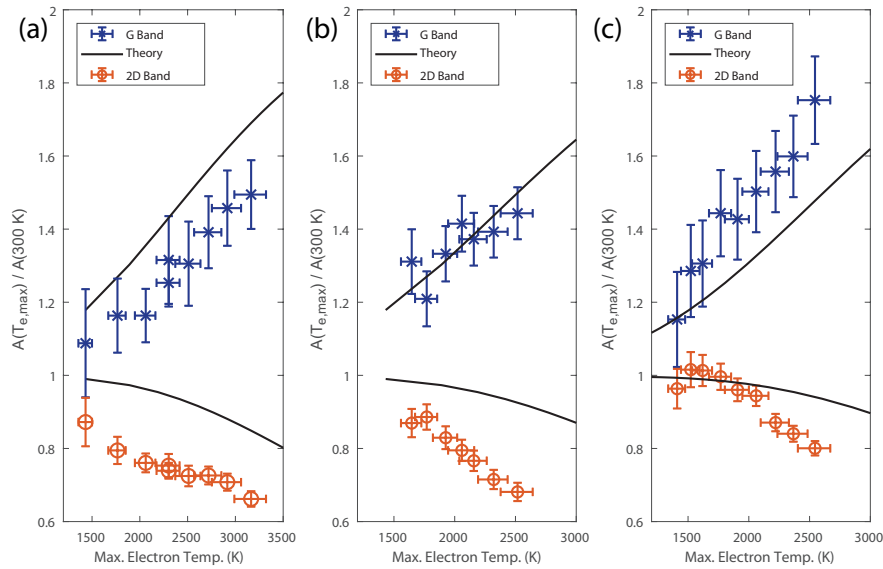 (a)
G Band
Theory
2D Band
A(Te,max) / A(300 K)
2
1.8
1.6
1.4
1.2
1
0.8
0.6
1500 2000 2500 3000 3500
Max. Electron Temp. (K)
(b)
G Band
Theory
2D Band
A(Te,max) / A(300 K)
2
1.8
1.6
1.4
1.2
1
0.8
0.6
1500 2000 2500 3000
Max. Electron Temp. (K)
(c)
G Band
Theory
2D Band
A(Te,max) / A(300 K)
2
1.8
1.6
1.4
1.2
1
0.8
0.6
1500 2000 2500 3000
Max. Electron Temp. (K)